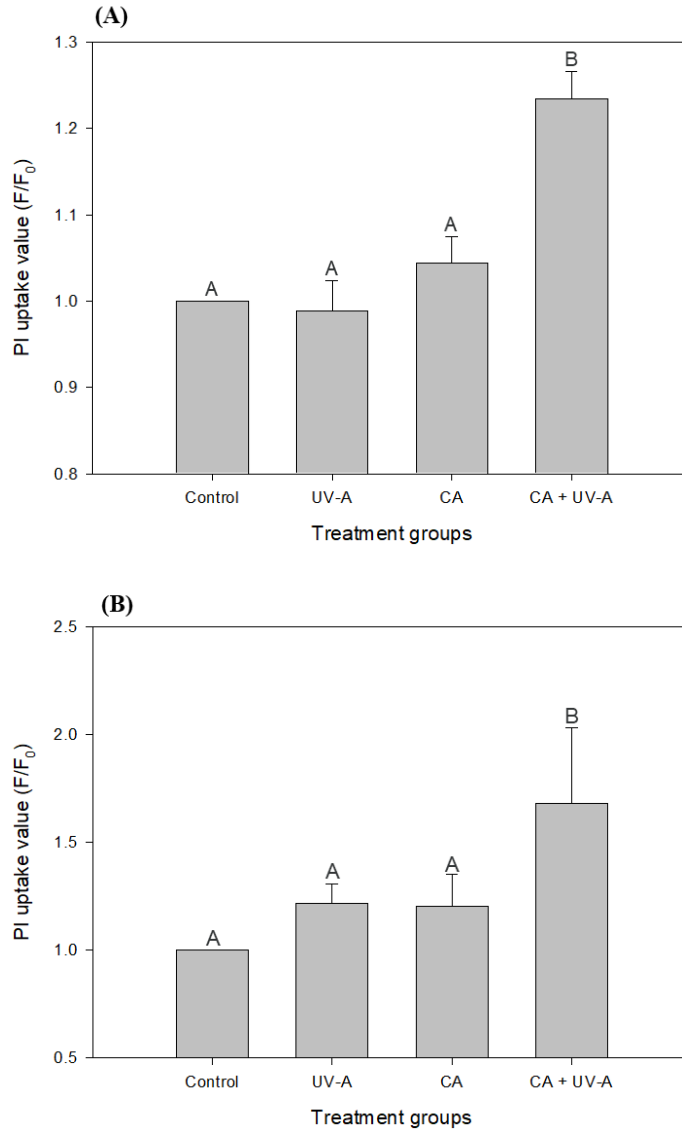 (A)
PI uptake value (F/F0)
1.3
1.2
1.1
1.0
0.9
0.8
A
A
A
B
Control UV-A CA CA + UV-A
Treatment groups
(B)
PI uptake value (F/F0)
2.5
2.0
1.5
1.0
0.5
A
A
A
B
Control UV-A CA CA + UV-A
Treatment groups